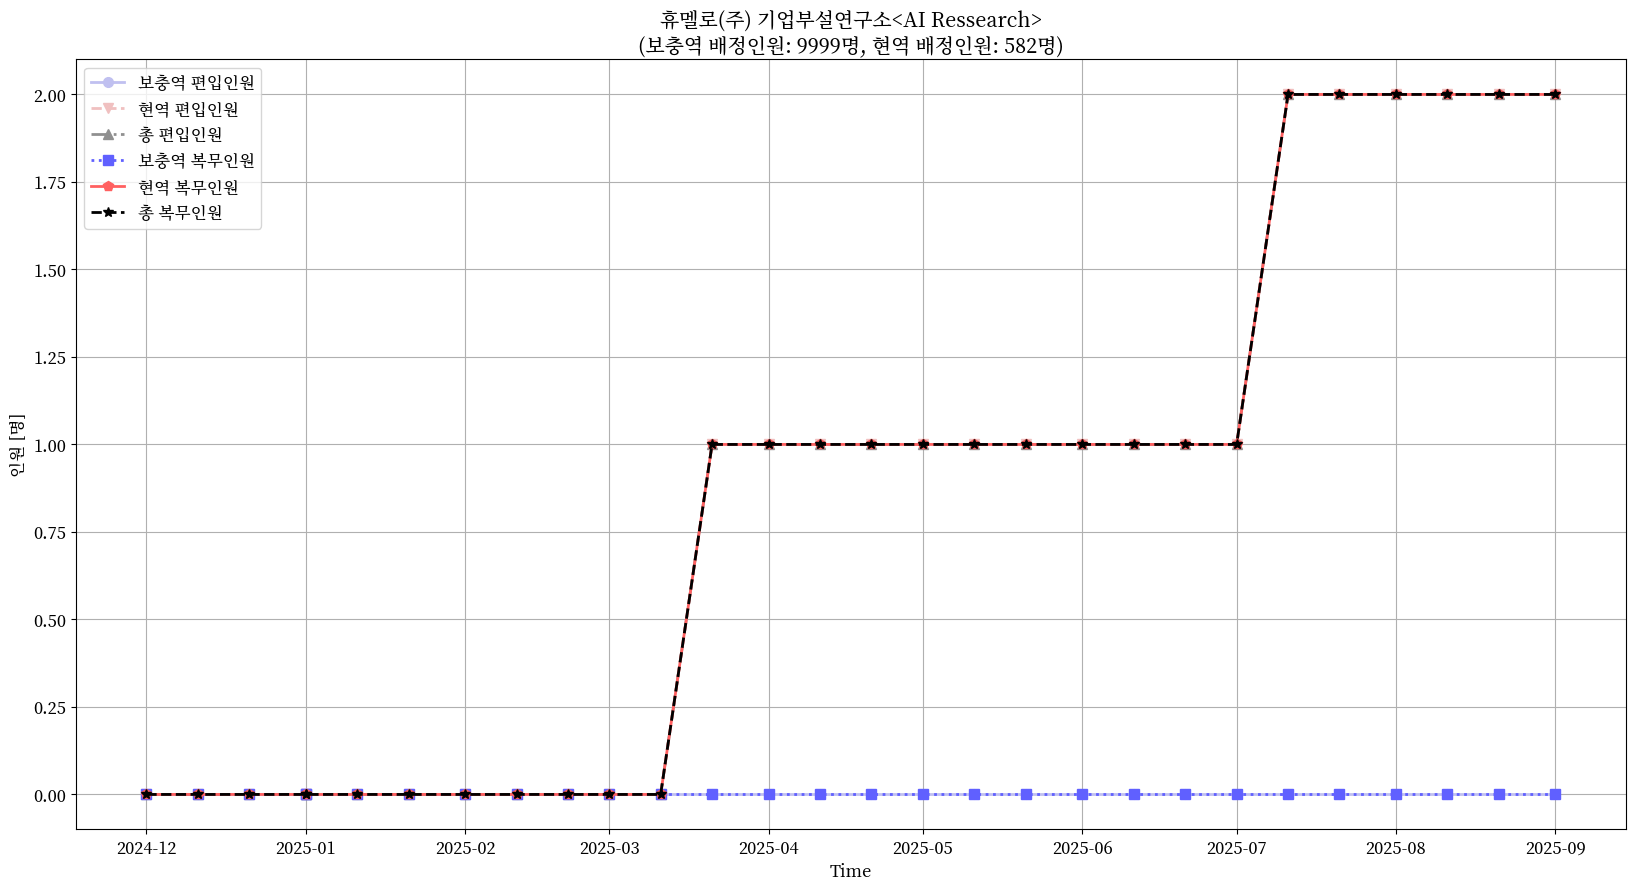 휴멜로(주) 기업부설연구소<AI Ressearch>
(보충역 배정인원: 9999명, 현역 배정인원: 582명)
보충역 편입인원
현역 편입인원
총 편입인원
보충역 복무인원
현역 복무인원
총 복무인원
2.00
1.75
1.50
1.25
1.00
0.75
0.50
0.25
0.00
인원 [명]
2024-12 2025-01 2025-02 2025-03 2025-04 2025-05 2025-06 2025-07 2025-08 2025-09
Time